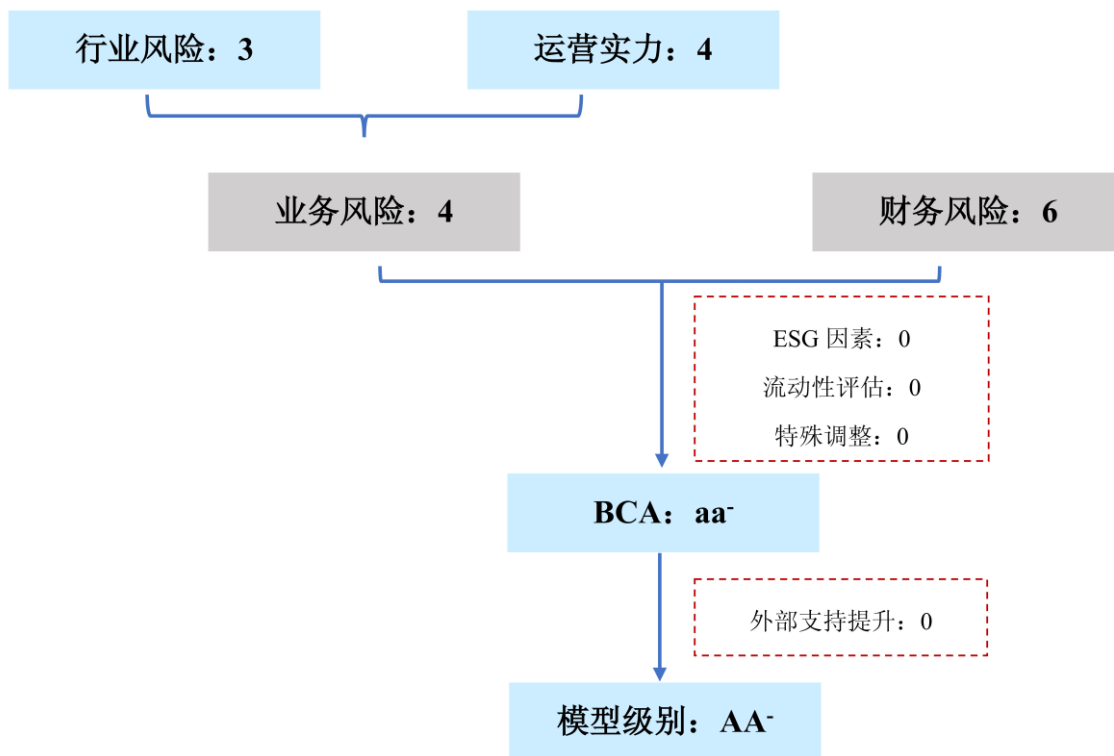 行业风险：3
运营实力：4
业务风险：4
财务风险：6
ESG 因素：0
流动性评估：0
特殊调整：0
BCA：aa⁻
外部支持提升：0
模型级别：AA⁻